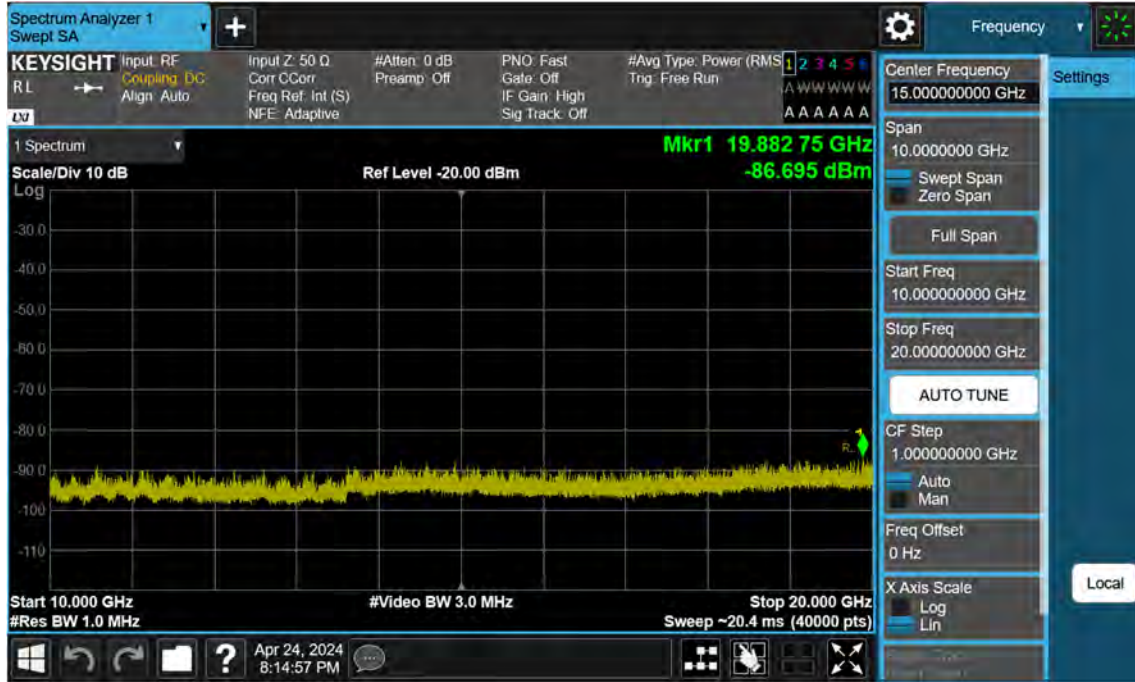 Spectrum Analyzer 1
Swept SA
Frequency
KEYSIGHT
RL
LXI
Input: RF
Coupling: DC
Align: Auto
Input Z: 50 Ω
Corr CCorr
Freq Ref: Int (S)
NFE: Adaptive
#Atten: 0 dB
Preamp: Off
PNO: Fast
Gate: Off
IF Gain: High
Sig Track: Off
#Avg Type: Power (RMS
Trig: Free Run
1 2 3 4 5 6
A W W W W W
A A A A A A
1 Spectrum
Scale/Div 10 dB
Log
Ref Level -20.00 dBm
Mkr1 19.882 75 GHz
-86.695 dBm
-30.0
-40.0
-50.0
-60.0
-70.0
-80.0
-90.0
-100
-110
1
R
Start 10.000 GHz
#Res BW 1.0 MHz
#Video BW 3.0 MHz
Stop 20.000 GHz
Sweep ~20.4 ms (40000 pts)
Apr 24, 2024
8:14:57 PM
Center Frequency
15.000000000 GHz
Span
10.0000000 GHz
Swept Span
Zero Span
Full Span
Start Freq
10.000000000 GHz
Stop Freq
20.000000000 GHz
AUTO TUNE
CF Step
1.000000000 GHz
Auto
Man
Freq Offset
0 Hz
X Axis Scale
Log
Lin
Settings
Local